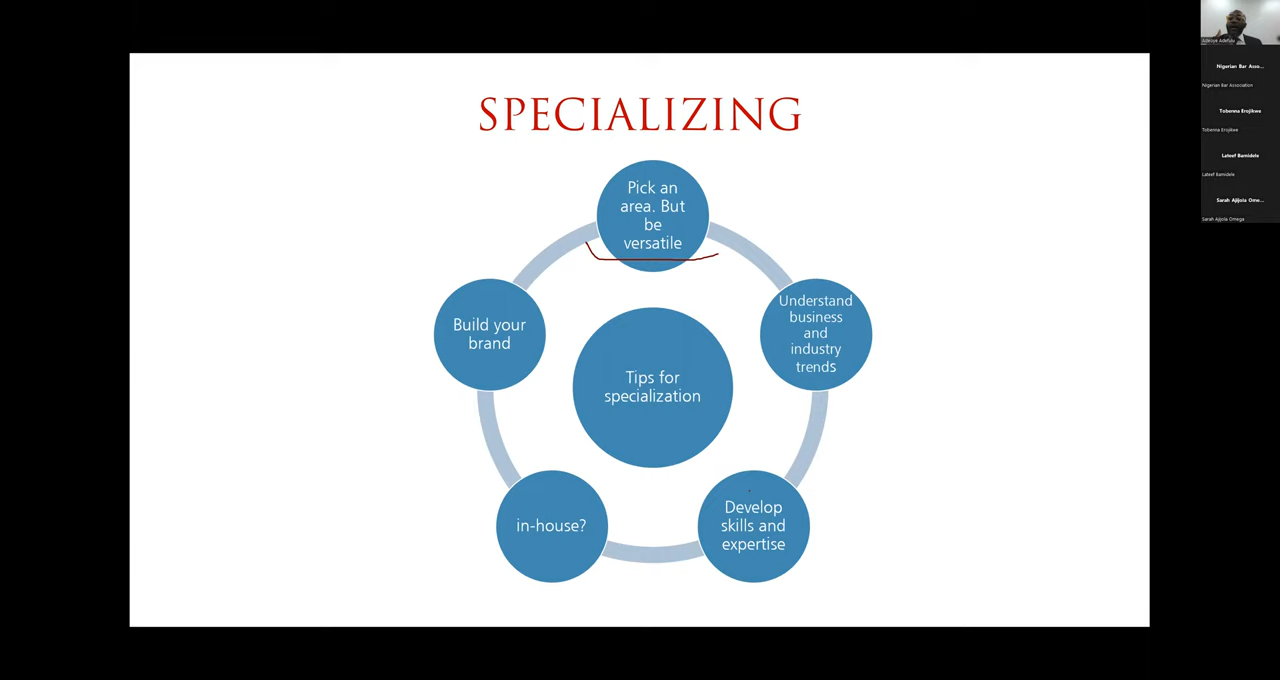 SPECIALIZING
Pick an
area. But
be
versatile
Understand
business
and
industry
trends
Develop
skills and
expertise
in-house?
Build your
brand
Tips for
specialization
Adeoye Adefulu
Nigerian Bar Asso...
Nigerian Bar Association
Tobenna Erojikwe
Tobenna Erojikwe
Lateef Bamidele
Lateef Bamidele
Sarah Ajijola Ome...
Sarah Ajijola Omega